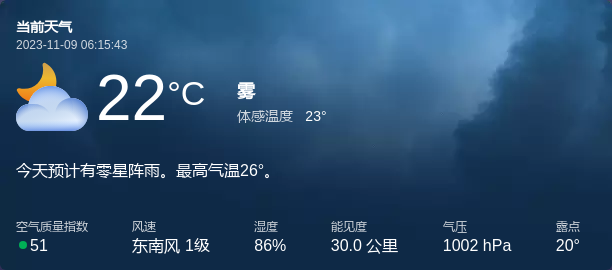 当前天气
2023-11-09 06:15:43
22°C
雾
体感温度 23°
今天预计有零星阵雨。最高气温26°。
空气质量指数 风速 湿度 能见度 气压 露点
51 东南风 1级 86% 30.0 公里 1002 hPa 20°